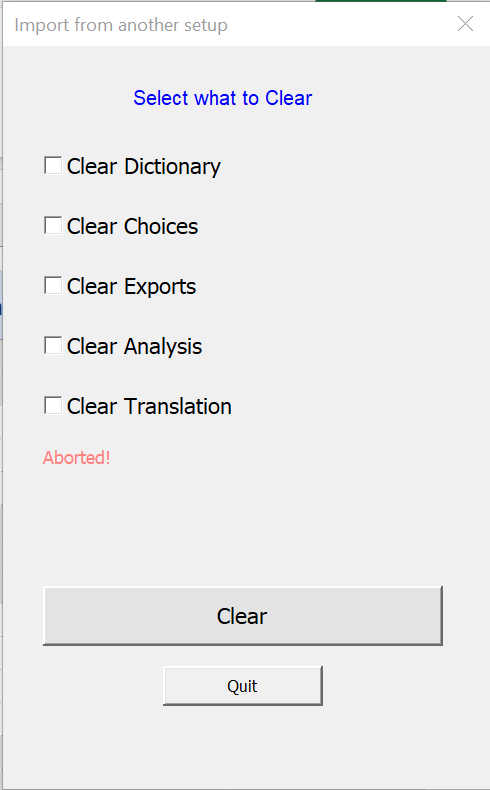 Import from another setup
Select what to Clear
Clear Dictionary
Clear Choices
Clear Exports
Clear Analysis
Clear Translation
Aborted!
Clear
Quit